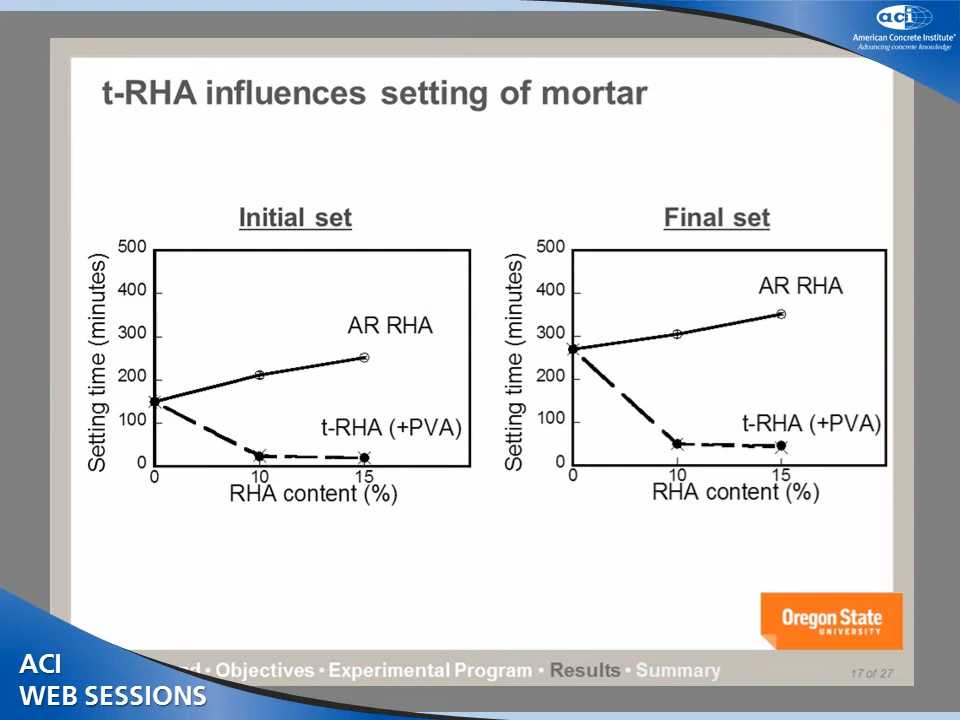 aci
American Concrete Institute®
Advancing concrete knowledge
t-RHA influences setting of mortar
Initial set
500
400
300
200
100
0
Setting time (minutes)
AR RHA
t-RHA (+PVA)
0 10 15
RHA content (%)
Final set
500
400
300
200
100
0
Setting time (minutes)
AR RHA
t-RHA (+PVA)
0 10 15
RHA content (%)
Oregon State
UNIVERSITY
• Objectives • Experimental Program • Results • Summary
17 of 27
ACI
WEB SESSIONS